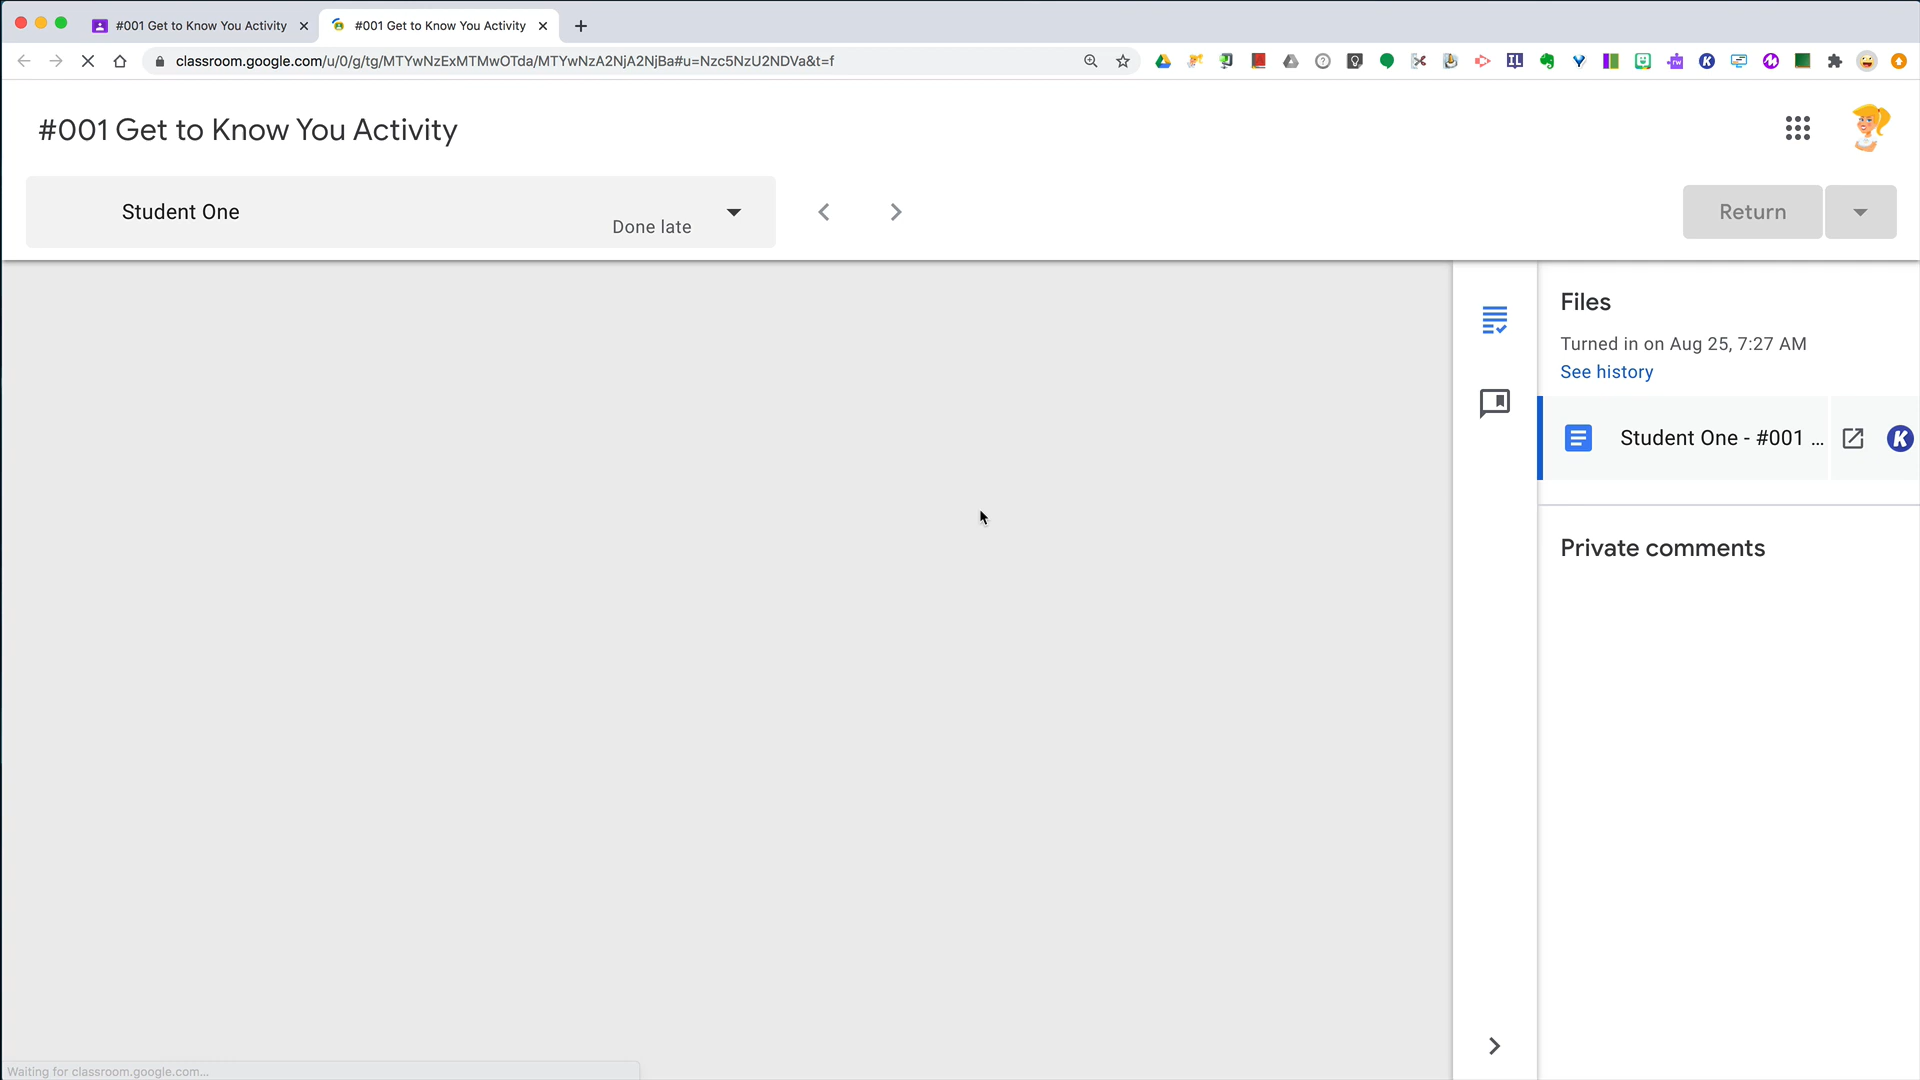 #001 Get to Know You Activity
#001 Get to Know You Activity
classroom.google.com/u/0/g/tg/MTYwNzExMTMwOTda/MTYwNzA2NjA2NjBa#u=Nzc5NzU2NDVa&t=f
#001 Get to Know You Activity
Student One
Done late
Return
Files
Turned in on Aug 25, 7:27 AM
See history
Student One - #001 ...
Private comments
Waiting for classroom.google.com...